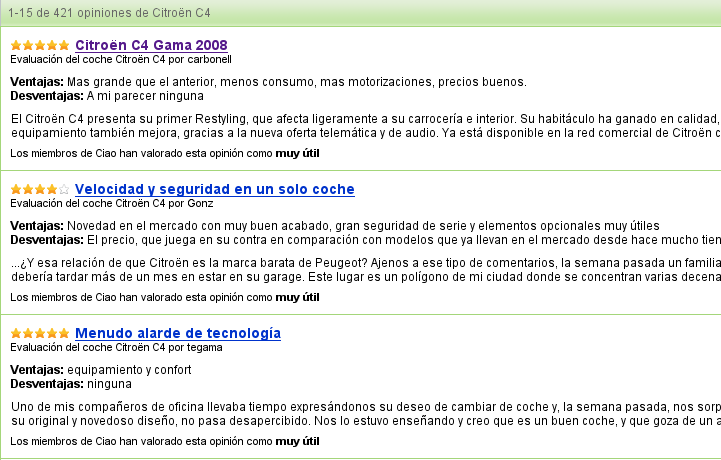 1-15 de 421 opiniones de Citroën C4
Citroën C4 Gama 2008
Evaluación del coche Citroën C4 por carbonell
Ventajas: Mas grande que el anterior, menos consumo, mas motorizaciones, precios buenos.
Desventajas: A mi parecer ninguna
El Citroën C4 presenta su primer Restyling, que afecta ligeramente a su carrocería e interior. Su habitáculo ha ganado en calidad,
equipamiento también mejora, gracias a la nueva oferta telemática y de audio. Ya está disponible en la red comercial de Citroën c
Los miembros de Ciao han valorado esta opinión como muy útil
Velocidad y seguridad en un solo coche
Evaluación del coche Citroën C4 por Gonz
Ventajas: Novedad en el mercado con muy buen acabado, gran seguridad de serie y elementos opcionales muy útiles
Desventajas: El precio, que juega en su contra en comparación con modelos que ya llevan en el mercado desde hace mucho tien
...¿Y esa relación de que Citroën es la marca barata de Peugeot? Ajenos a ese tipo de comentarios, la semana pasada un familia
debería tardar más de un mes en estar en su garage. Este lugar es un polígono de mi ciudad donde se concentran varias decena
Los miembros de Ciao han valorado esta opinión como muy útil
Menudo alarde de tecnología
Evaluación del coche Citroën C4 por tegama
Ventajas: equipamiento y confort
Desventajas: ninguna
Uno de mis compañeros de oficina llevaba tiempo expresándonos su deseo de cambiar de coche y, la semana pasada, nos sorp
su original y novedoso diseño, no pasa desapercibido. Nos lo estuvo enseñando y creo que es un buen coche, y que goza de un a
Los miembros de Ciao han valorado esta opinión como muy útil